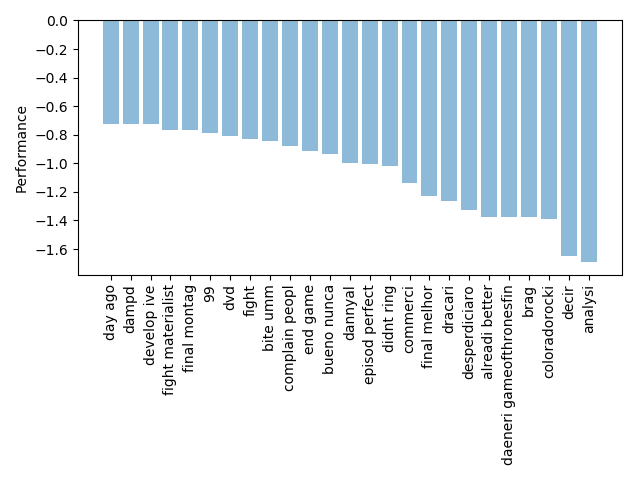 0.0
−0.2
−0.4
−0.6
−0.8
−1.0
−1.2
−1.4
−1.6
Performance
day ago
dampd
develop ive
fight materialist
final montag
99
dvd
fight
bite umm
complain peopl
end game
bueno nunca
dannyal
episod perfect
didnt ring
commerci
final melhor
dracari
desperdiciaro
alreadi better
daeneri gameofthronesfin
brag
coloradorocki
decir
analysi